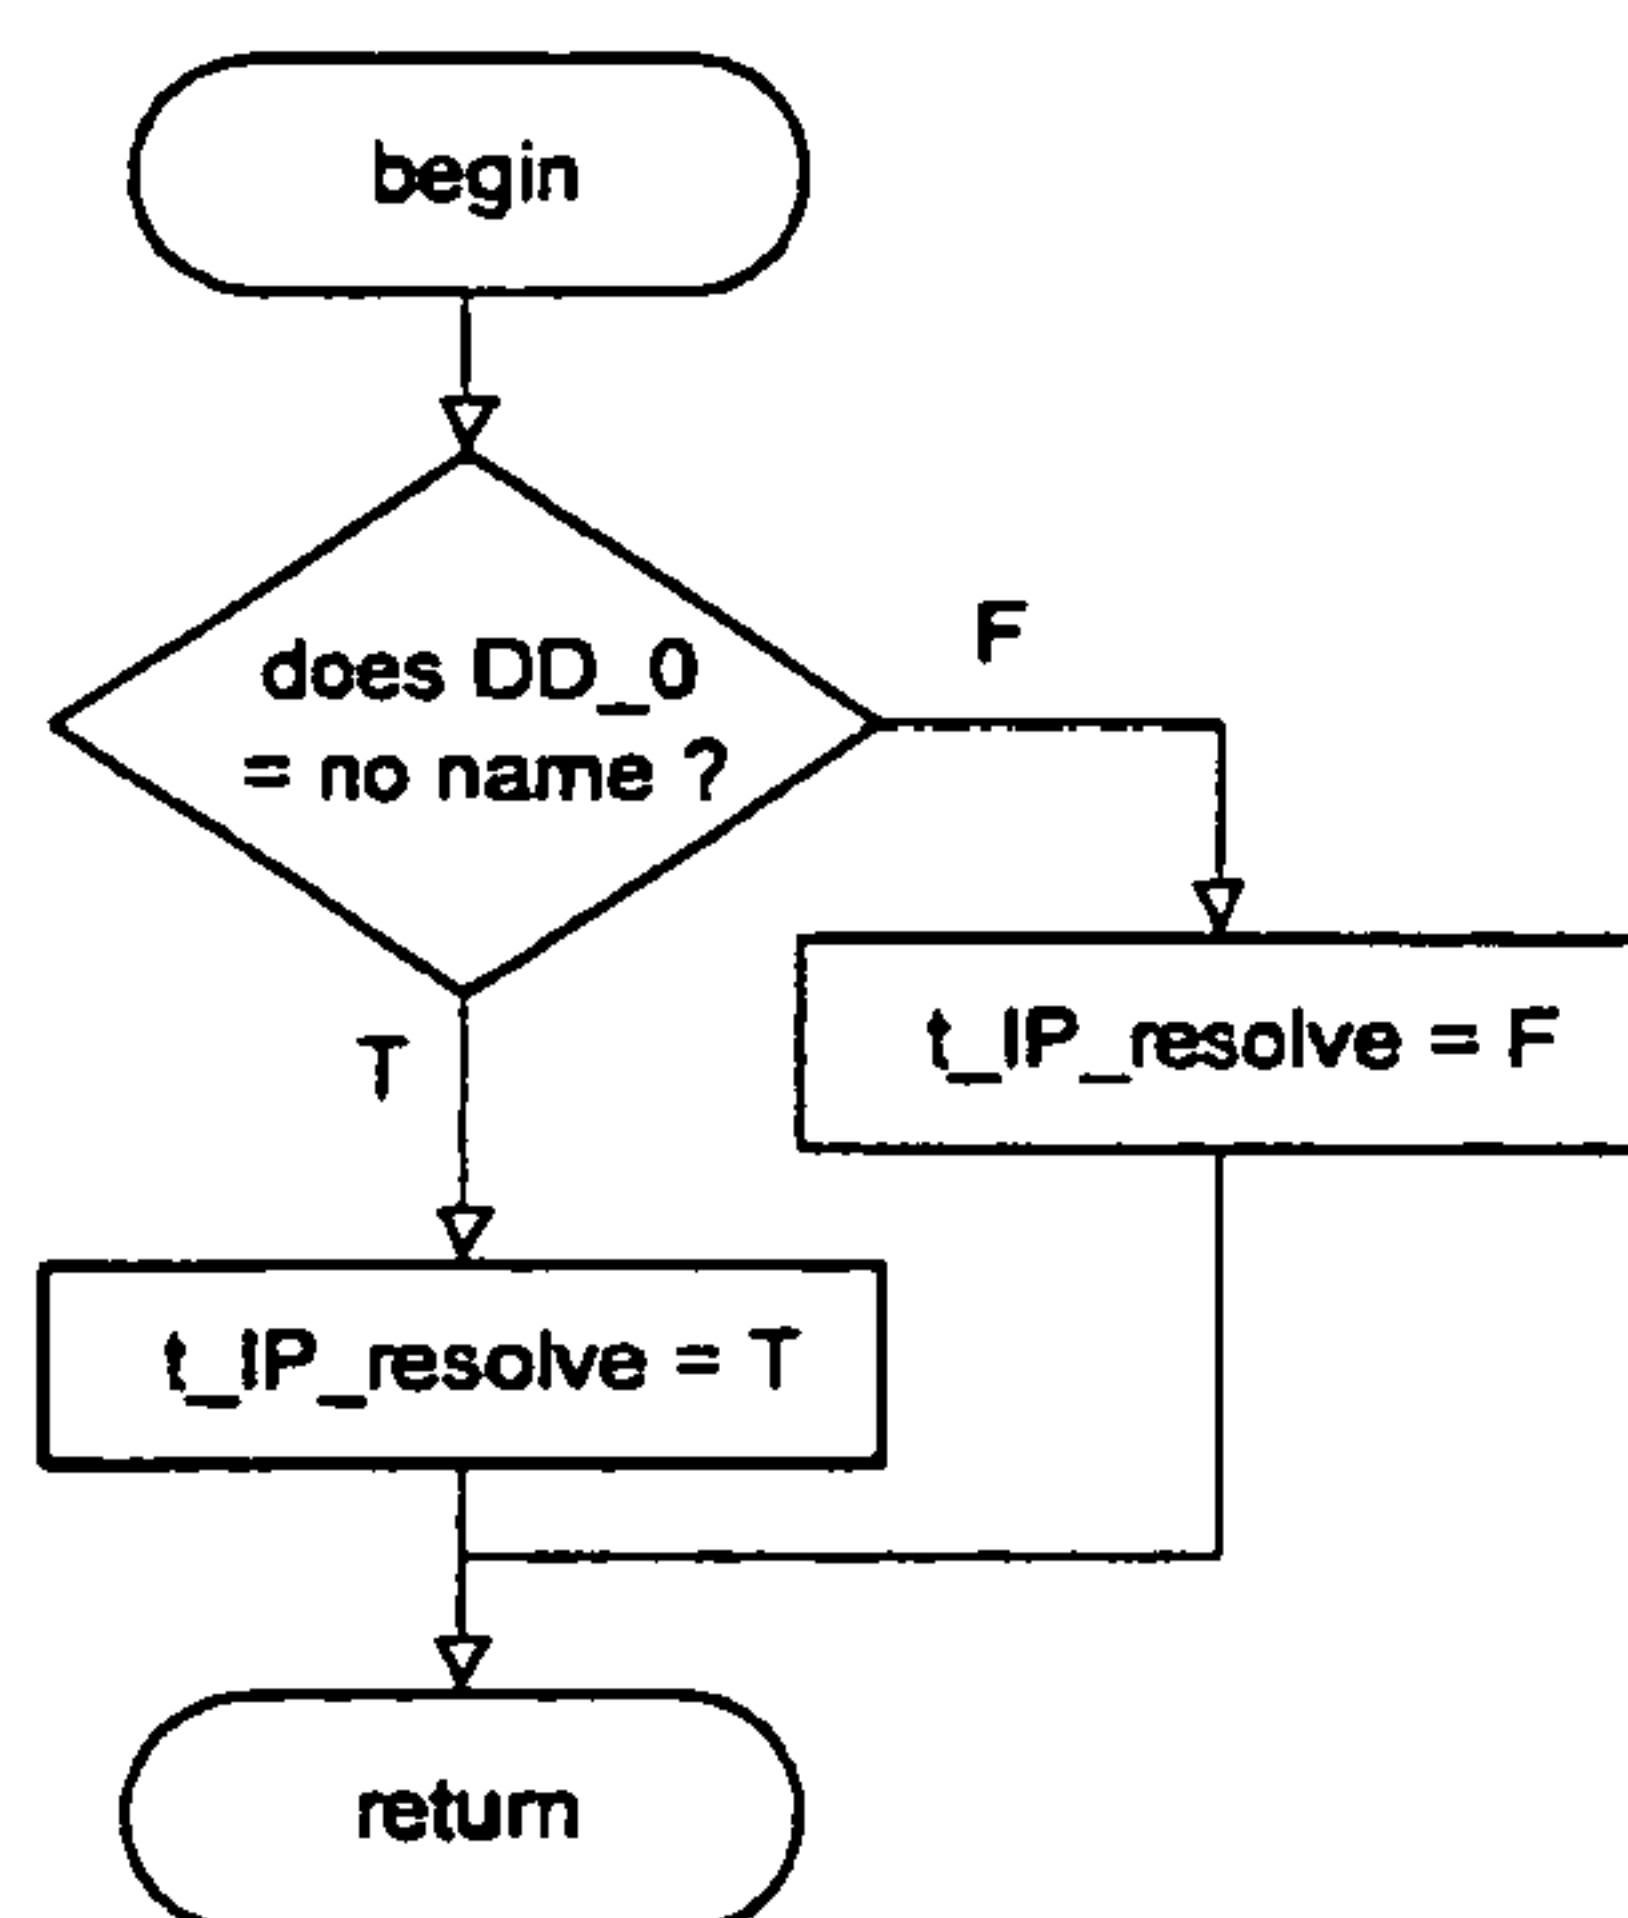 begin
does DD_0
= no name ?
F
T
t_IP_resolve = F
t_IP_resolve = T
return